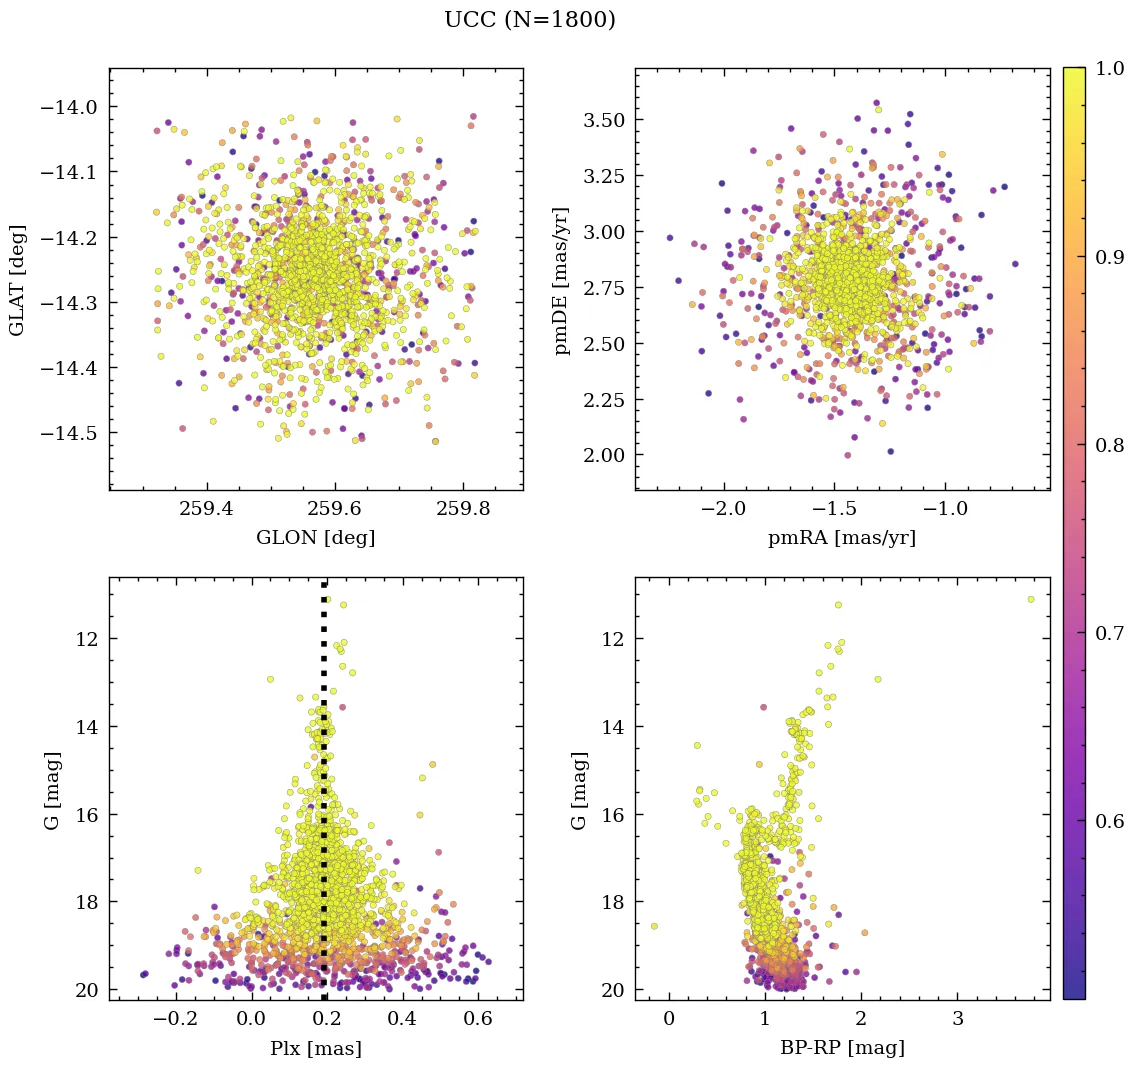 UCC (N=1800)
−14.0
−14.1
−14.2
−14.3
−14.4
−14.5
GLAT [deg]
259.4 259.6 259.8
GLON [deg]
3.50
3.25
3.00
2.75
2.50
2.25
2.00
pmDE [mas/yr]
−2.0 −1.5 −1.0
pmRA [mas/yr]
1.0
0.9
0.8
0.7
0.6
12
14
16
18
20
G [mag]
−0.2 0.0 0.2 0.4 0.6
Plx [mas]
12
14
16
18
20
G [mag]
0 1 2 3
BP-RP [mag]